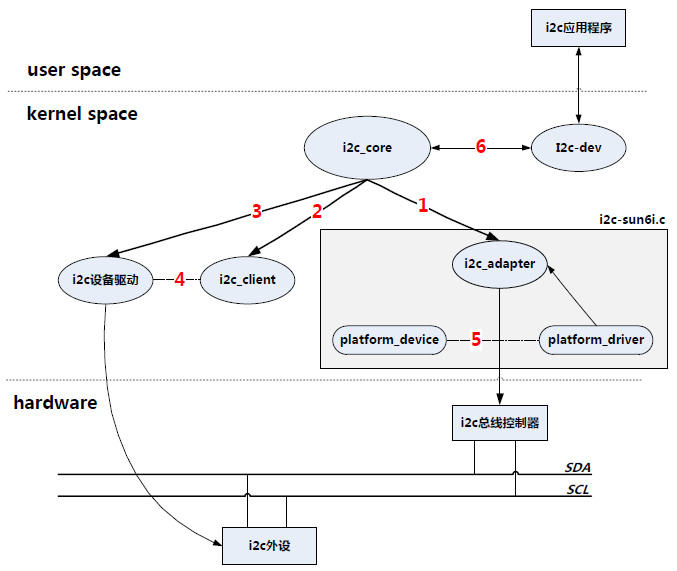 i2c应用程序
user space
kernel space
i2c_core
6
I2c-dev
3
2
1
i2c-sun6i.c
i2c设备驱动
4
i2c_client
i2c_adapter
platform_device
5
platform_driver
hardware
i2c总线控制器
SDA
SCL
i2c外设